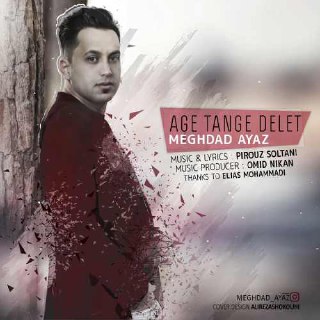 AGE TANGE DELET
MEGHDAD AYAZ
MUSIC & LYRICS : PIROUZ SOLTANI
MUSIC PRODUCER : OMID NIKAN
THANKS TO ELIAS MOHAMMADI
MEGHDAD_AYAZ
COVER DESIGN ALIREZASHOKOUHI